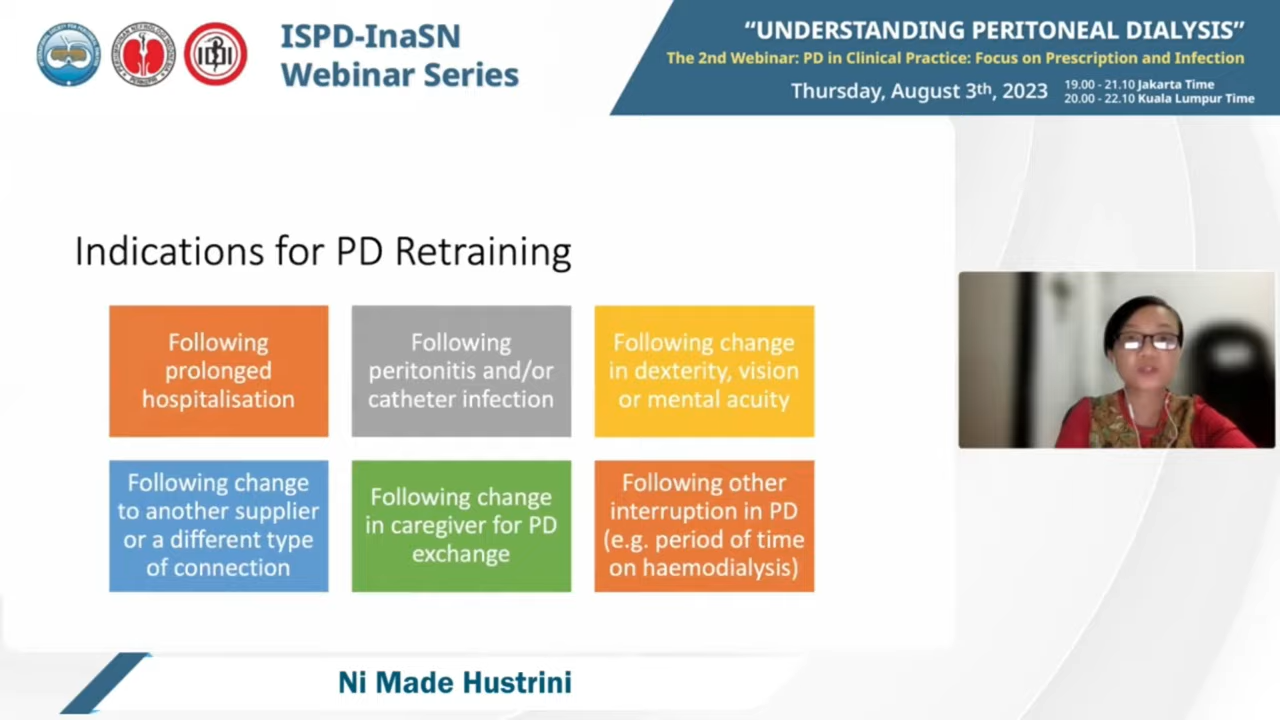 ISPD-InaSN
Webinar Series
“UNDERSTANDING PERITONEAL DIALYSIS”
The 2nd Webinar: PD in Clinical Practice: Focus on Prescription and Infection
Thursday, August 3th, 2023
19.00 - 21.10 Jakarta Time
20.00 - 22.10 Kuala Lumpur Time
Indications for PD Retraining
Following
prolonged
hospitalisation
Following
peritonitis and/or
catheter infection
Following change
in dexterity, vision
or mental acuity
Following change
to another supplier
or a different type
of connection
Following change
in caregiver for PD
exchange
Following other
interruption in PD
(e.g. period of time
on haemodialysis)
Ni Made Hustrini